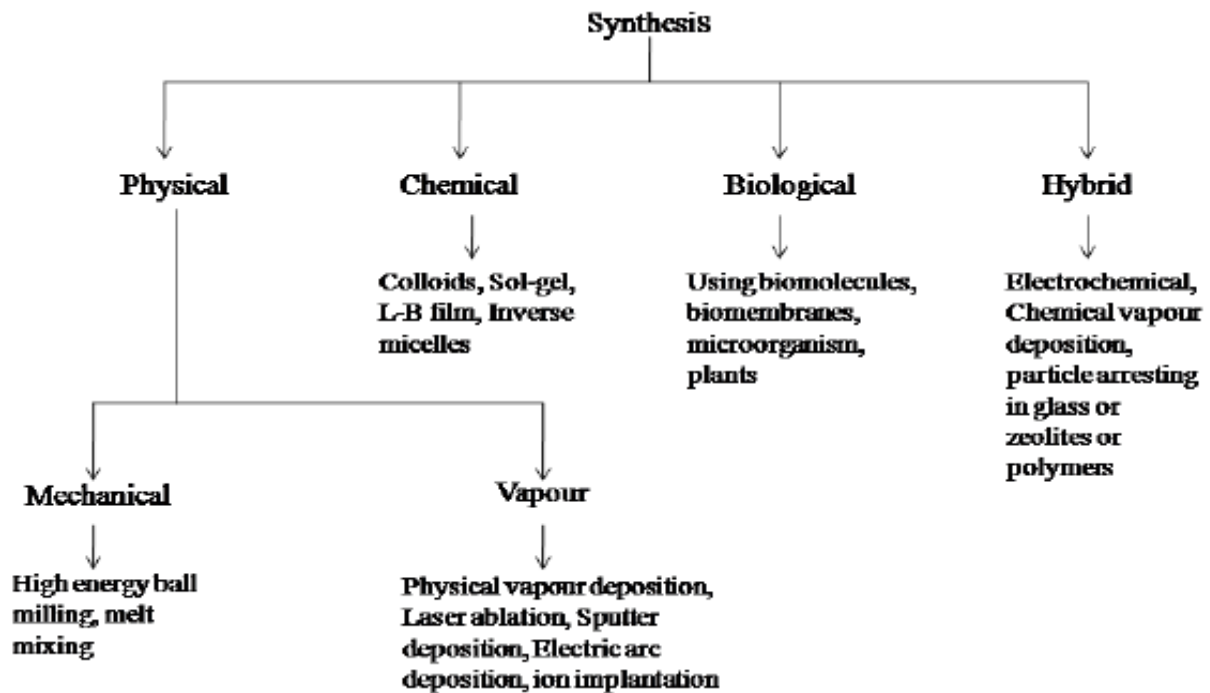 Synthesis
Physical
Chemical
Biological
Hybrid
Colloids, Sol-gel,
L-B film, Inverse
micelles
Using biomolecules,
biomembranes,
microorganism,
plants
Electrochemical,
Chemical vapour
deposition,
particle arresting
in glass or
zeolites or
polymers
Mechanical
Vapour
High energy ball
milling, melt
mixing
Physical vapour deposition,
Laser ablation, Sputter
deposition, Electric arc
deposition, ion implantation